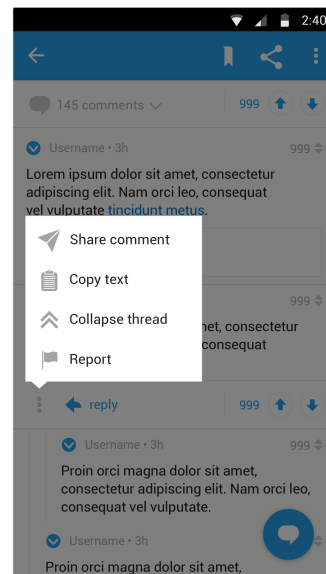 2:40
145 comments
999
Username • 3h
999
Lorem ipsum dolor sit amet, consectetur
adipiscing elit. Nam orci leo, consequat
vel vulputate tincidunt metus.
Share comment
Copy text
Collapse thread
Report
999
consectetur
consequat
reply
999
Username • 3h
999
Proin orci magna dolor sit amet,
consectetur adipiscing elit. Nam orci leo,
consequat vel vulputate.
Username • 3h
Proin orci magna dolor sit amet,